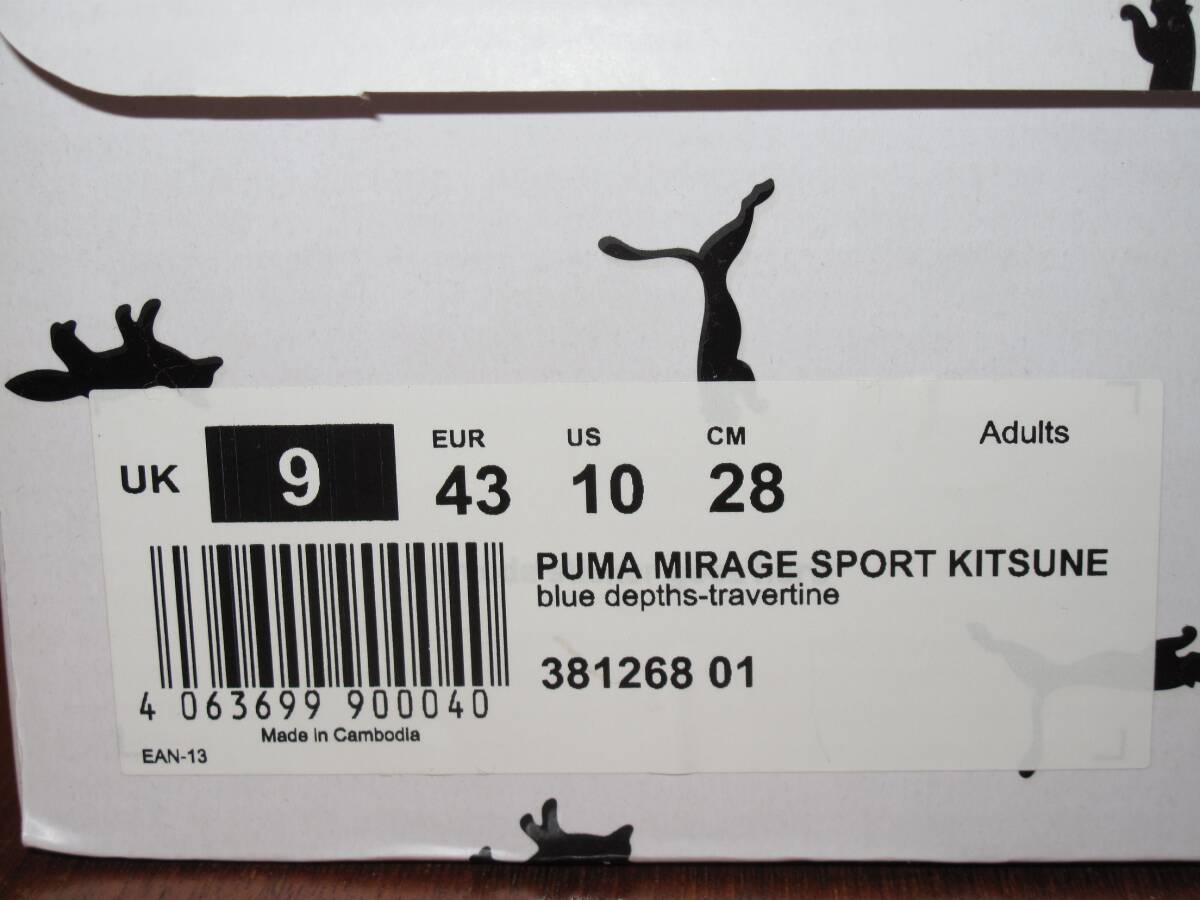 UK 9
EUR 43
US 10
CM 28
Adults
PUMA MIRAGE SPORT KITSUNE
blue depths-travertine
381268 01
4 063699 900040
Made in Cambodia
EAN-13